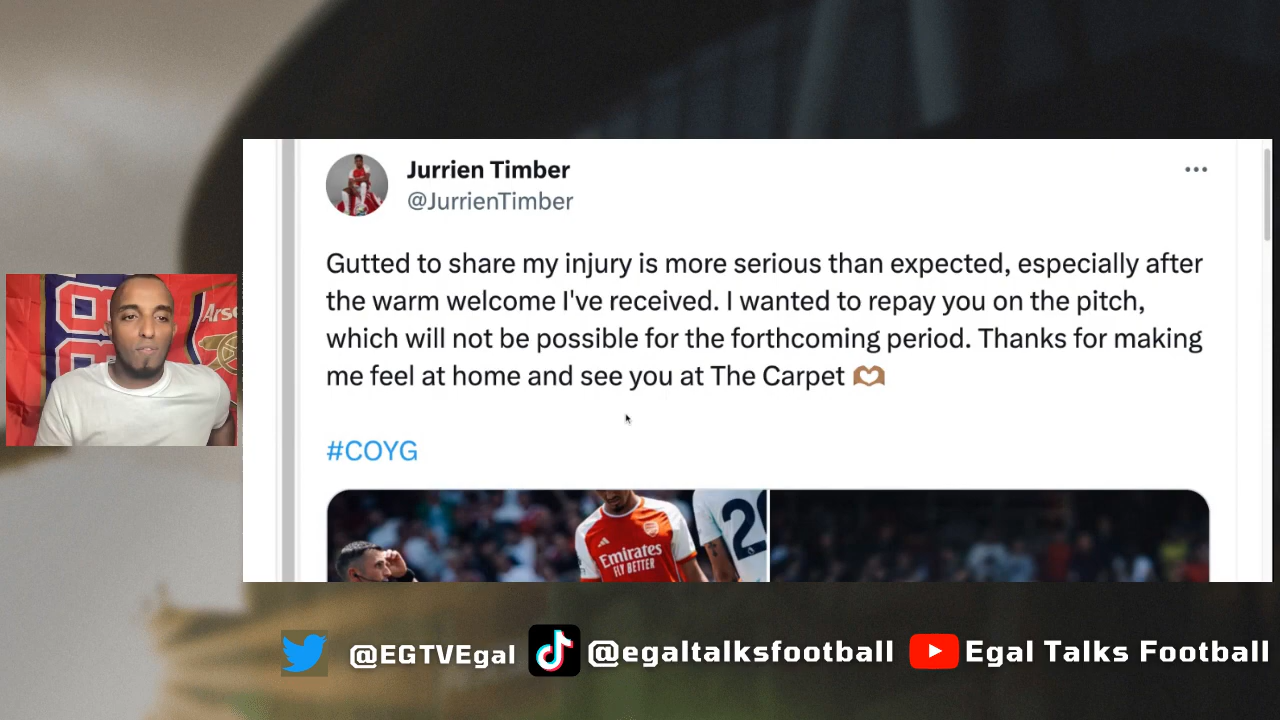 Jurrien Timber
@JurrienTimber
Gutted to share my injury is more serious than expected, especially after
the warm welcome I've received. I wanted to repay you on the pitch,
which will not be possible for the forthcoming period. Thanks for making
me feel at home and see you at The Carpet 🫶🏽
#COYG
Emirates
FLY BETTER
2
Arse
@EGTVEgal
@egaltalksfootball
Egal Talks Football